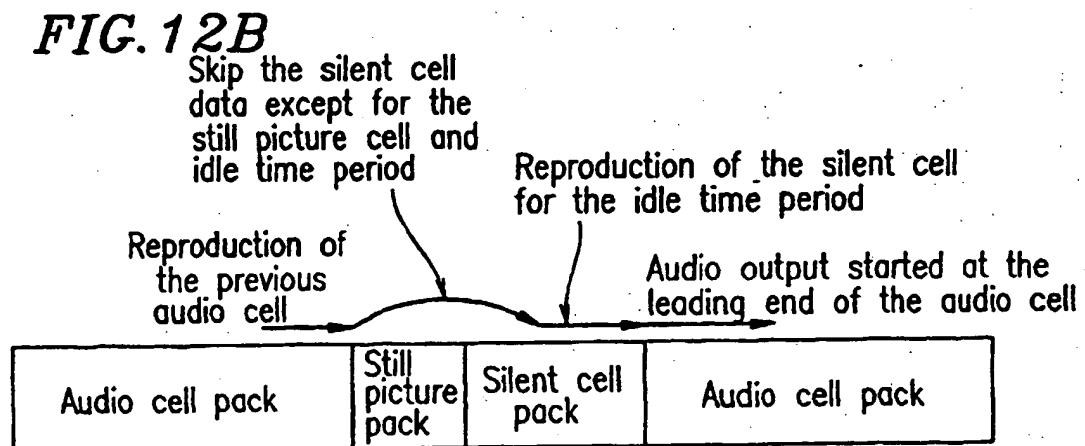 FIG. 12B
Skip the silent cell
data except for the
still picture cell and
idle time period
Reproduction of the silent cell
for the idle time period
Reproduction of
the previous
audio cell
Audio output started at the
leading end of the audio cell
Audio cell pack
Still
picture
pack
Silent cell
pack
Audio cell pack